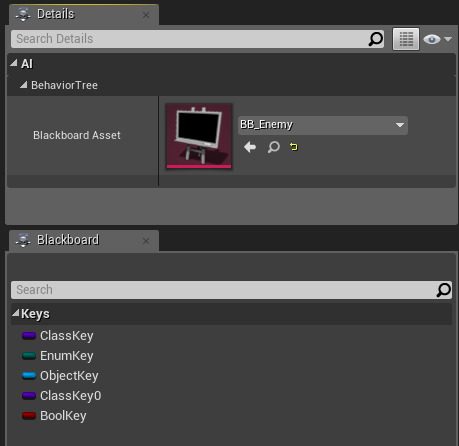 Details
Search Details
AI
BehaviorTree
Blackboard Asset
BB_Enemy
Blackboard
Search
Keys
ClassKey
EnumKey
ObjectKey
ClassKey0
BoolKey